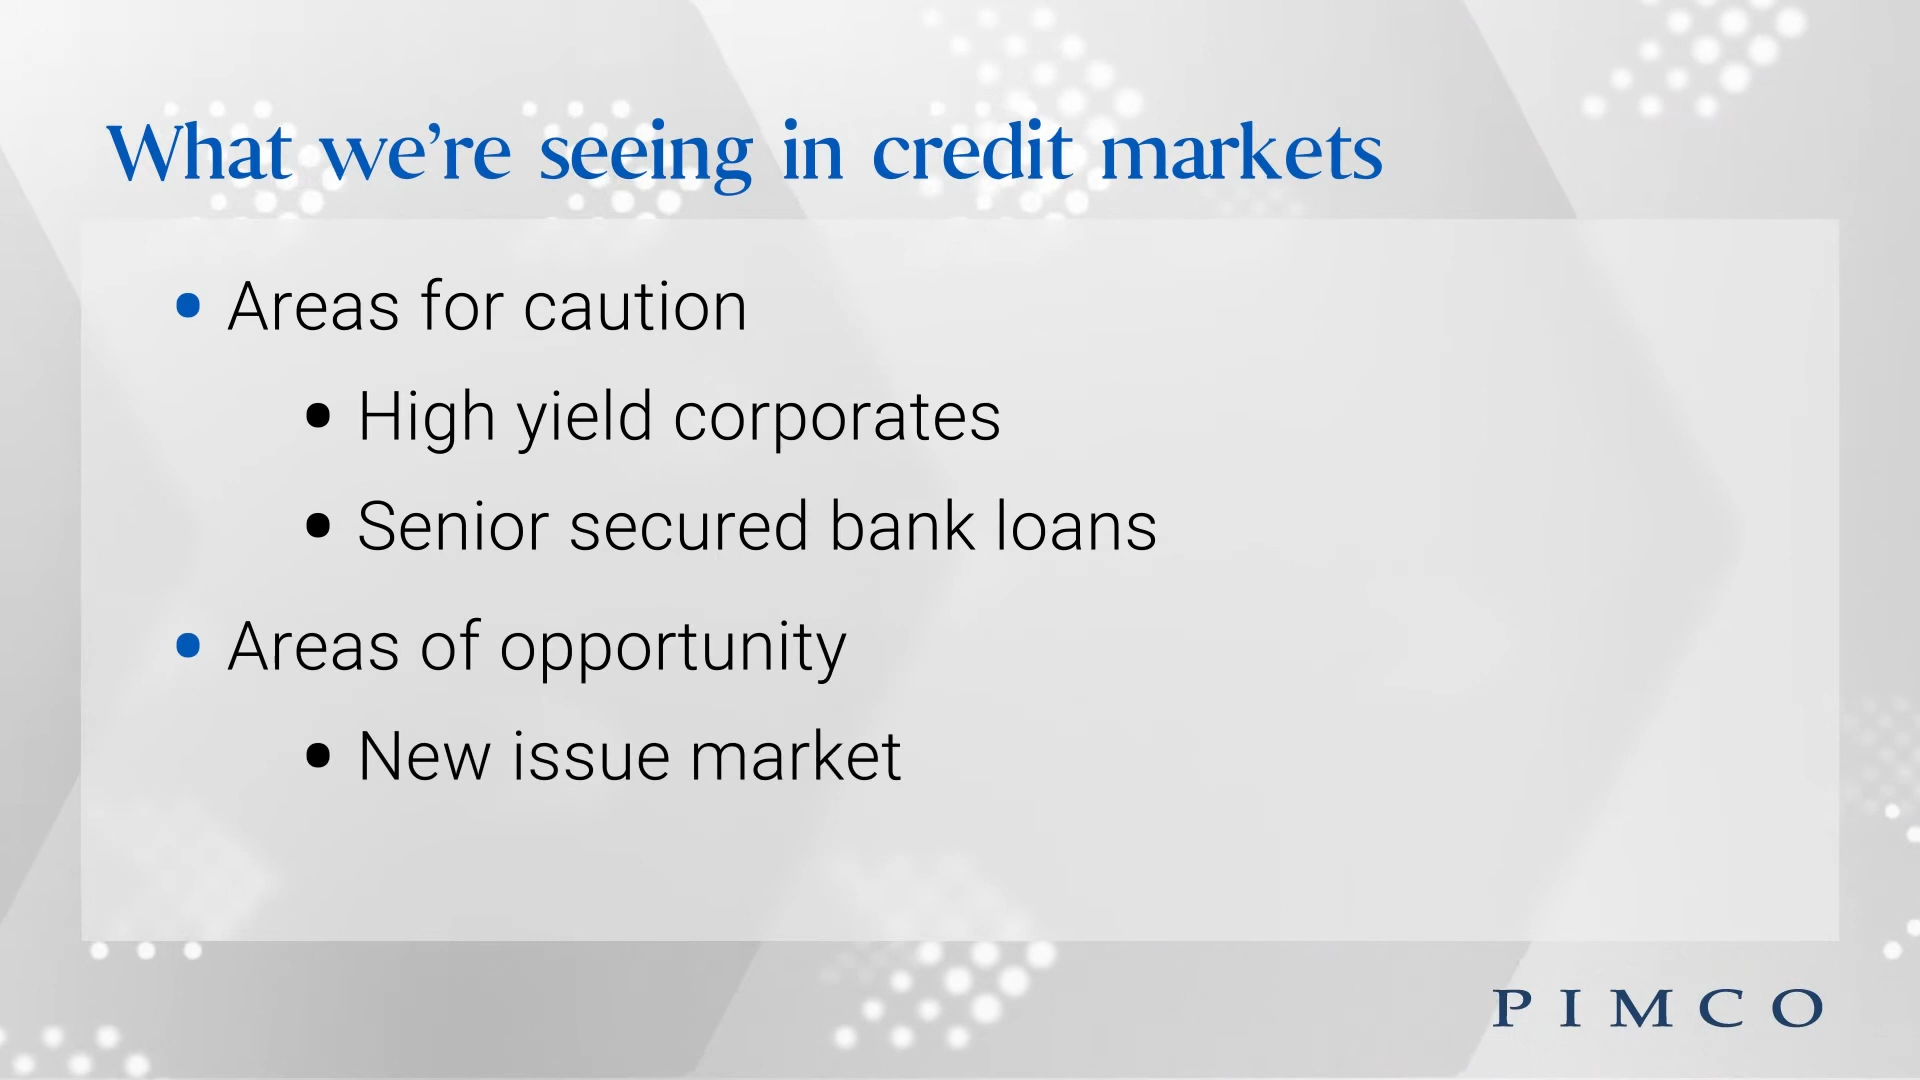 What we're seeing in credit markets
• Areas for caution
• High yield corporates
• Senior secured bank loans
• Areas of opportunity
• New issue market
PIMCO